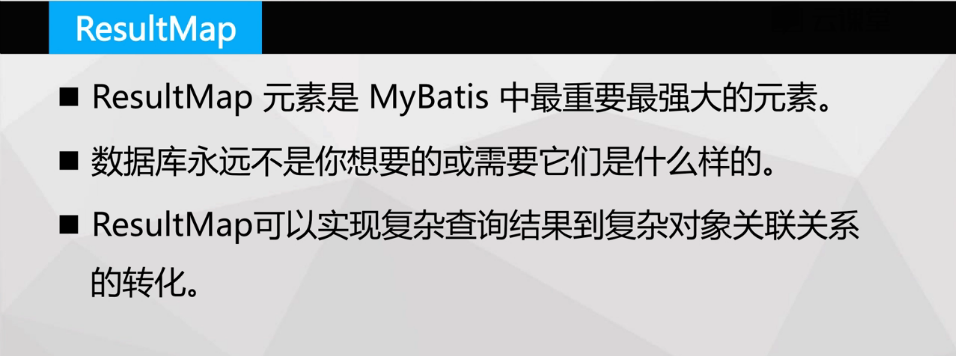 ResultMap
■ ResultMap 元素是 MyBatis 中最重要最强大的元素。
■ 数据库永远不是你想要的或需要它们是什么样的。
■ ResultMap可以实现复杂查询结果到复杂对象关联关系
的转化。